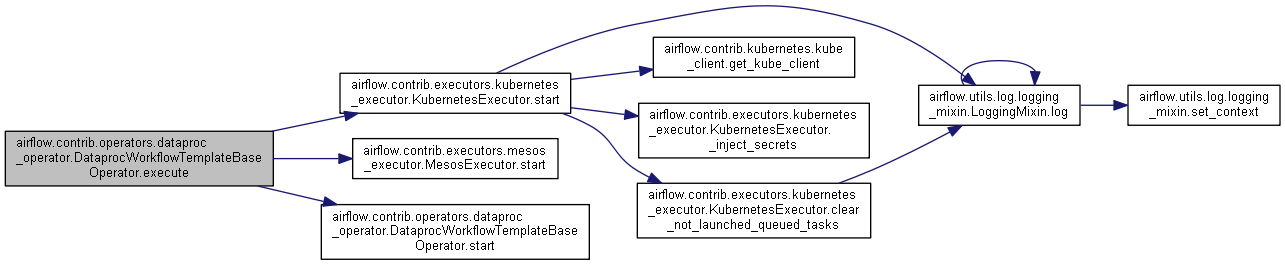 airflow.contrib.operators.dataproc
_operator.DataprocWorkflowTemplateBase
Operator.execute
airflow.contrib.executors.kubernetes
_executor.KubernetesExecutor.start
airflow.contrib.executors.mesos
_executor.MesosExecutor.start
airflow.contrib.operators.dataproc
_operator.DataprocWorkflowTemplateBase
Operator.start
airflow.contrib.kubernetes.kube
_client.get_kube_client
airflow.contrib.executors.kubernetes
_executor.KubernetesExecutor.
_inject_secrets
airflow.contrib.executors.kubernetes
_executor.KubernetesExecutor.clear
_not_launched_queued_tasks
airflow.utils.log.logging
_mixin.LoggingMixin.log
airflow.utils.log.logging
_mixin.set_context